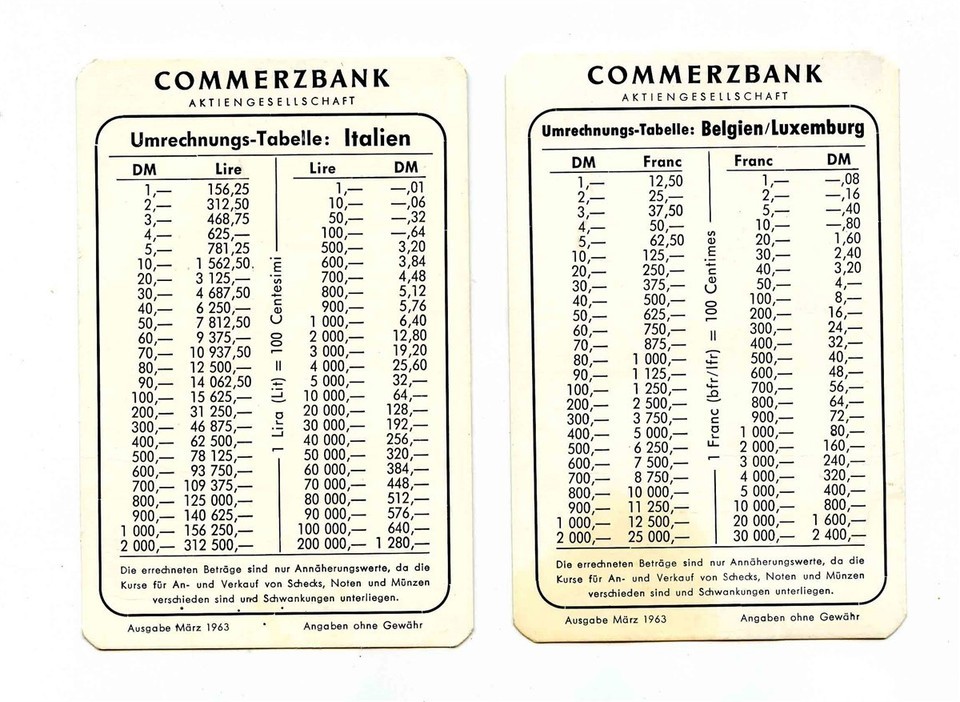 COMMERZBANK
AKTIENGESELLSCHAFT
Umrechnungs-Tabelle: Italien
DM Lire Lire DM
1,— 156,25 1,— —,01
2,— 312,50 10,— —,06
3,— 468,75 50,— —,32
4,— 625,— 100,— —,64
5,— 781,25 500,— 3,20
10,— 1 562,50. 600,— 3,84
20,— 3 125,— 700,— 4,48
30,— 4 687,50 800,— 5,12
40,— 6 250,— 900,— 5,76
50,— 7 812,50 1 000,— 6,40
60,— 9 375,— 2 000,— 12,80
70,— 10 937,50 3 000,— 19,20
80,— 12 500,— 4 000,— 25,60
90,— 14 062,50 5 000,— 32,—
100,— 15 625,— 10 000,— 64,—
200,— 31 250,— 20 000,— 128,—
300,— 46 875,— 30 000,— 192,—
400,— 62 500,— 40 000,— 256,—
500,— 78 125,— 50 000,— 320,—
600,— 93 750,— 60 000,— 384,—
700,— 109 375,— 70 000,— 448,—
800,— 125 000,— 80 000,— 512,—
900,— 140 625,— 90 000,— 576,—
1 000,— 156 250,— 100 000,— 640,—
2 000,— 312 500,— 200 000,— 1 280,—
1 Lira (Lit) = 100 Centesimi
Die errechneten Beträge sind nur Annäherungswerte, da die
Kurse für An- und Verkauf von Schecks, Noten und Münzen
verschieden sind und Schwankungen unterliegen.
Ausgabe März 1963 Angaben ohne Gewähr
COMMERZBANK
AKTIENGESELLSCHAFT
Umrechnungs-Tabelle: Belgien/Luxemburg
DM Franc Franc DM
1,— 12,50 1,— —,08
2,— 25,— 2,— —,16
3,— 37,50 5,— —,40
4,— 50,— 10,— —,80
5,— 62,50 20,— 1,60
10,— 125,— 30,— 2,40
20,— 250,— 40,— 3,20
30,— 375,— 50,— 4,—
40,— 500,— 100,— 8,—
50,— 625,— 200,— 16,—
60,— 750,— 300,— 24,—
70,— 875,— 400,— 32,—
80,— 1 000,— 500,— 40,—
90,— 1 125,— 600,— 48,—
100,— 1 250,— 700,— 56,—
200,— 2 500,— 800,— 64,—
300,— 3 750,— 900,— 72,—
400,— 5 000,— 1 000,— 80,—
500,— 6 250,— 2 000,— 160,—
600,— 7 500,— 3 000,— 240,—
700,— 8 750,— 4 000,— 320,—
800,— 10 000,— 5 000,— 400,—
900,— 11 250,— 10 000,— 800,—
1 000,— 12 500,— 20 000,— 1 600,—
2 000,— 25 000,— 30 000,— 2 400,—
1 Franc (bfr/lfr) = 100 Centimes
Die errechneten Beträge sind nur Annäherungswerte, da die
Kurse für An- und Verkauf von Schecks, Noten und Münzen
verschieden sind und Schwankungen unterliegen.
Ausgabe März 1963 Angaben ohne Gewähr